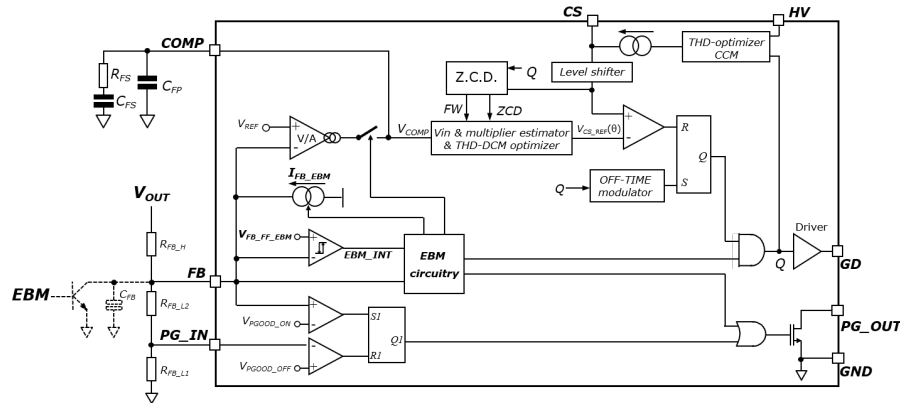 CS
HV
COMP
THD-optimizer
CCM
R_FS
C_FS
C_FP
Z.C.D.
Q
Level shifter
FW
ZCD
V_REF
+
-
V/A
V_COMP
Vin & multiplier estimator
& THD-DCM optimizer
V_CS_REF(θ)
-
+
R
Q
S
I_FB_EBM
Q
OFF-TIME
modulator
V_OUT
R_FB_H
V_FB_FF_EBM
+
-
EBM_INT
EBM
circuitry
Driver
Q
GD
FB
EBM
C_FB
R_FB_L2
+
V_PGOOD_ON
-
S1
Q1
R1
PG_OUT
PG_IN
-
V_PGOOD_OFF
+
R_FB_L1
GND